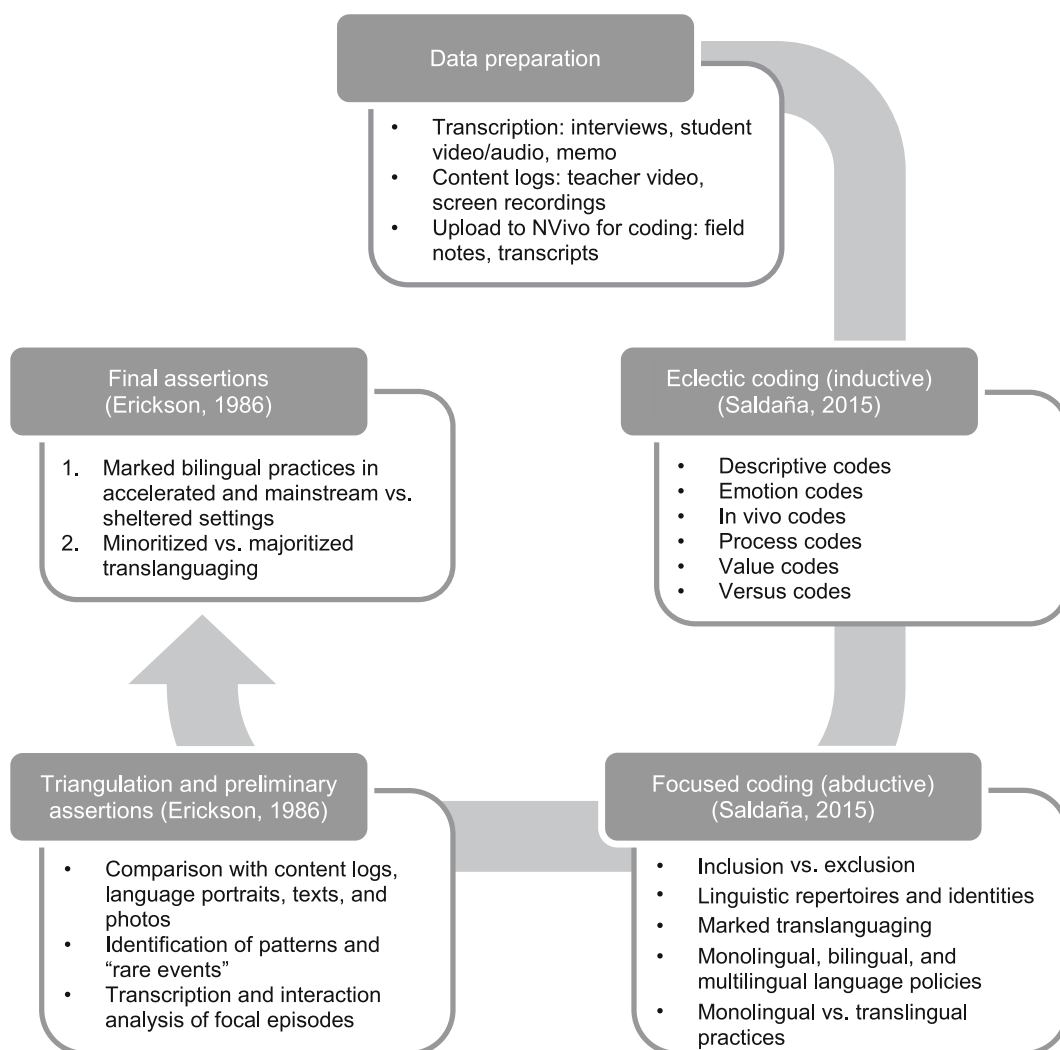 Data preparation
• Transcription: interviews, student
video/audio, memo
• Content logs: teacher video,
screen recordings
• Upload to NVivo for coding: field
notes, transcripts
Eclectic coding (inductive)
(Saldaña, 2015)
• Descriptive codes
• Emotion codes
• In vivo codes
• Process codes
• Value codes
• Versus codes
Focused coding (abductive)
(Saldaña, 2015)
• Inclusion vs. exclusion
• Linguistic repertoires and identities
• Marked translanguaging
• Monolingual, bilingual, and
multilingual language policies
• Monolingual vs. translingual
practices
Triangulation and preliminary
assertions (Erickson, 1986)
• Comparison with content logs,
language portraits, texts, and
photos
• Identification of patterns and
“rare events”
• Transcription and interaction
analysis of focal episodes
Final assertions
(Erickson, 1986)
1. Marked bilingual practices in
accelerated and mainstream vs.
sheltered settings
2. Minoritized vs. majoritized
translanguaging